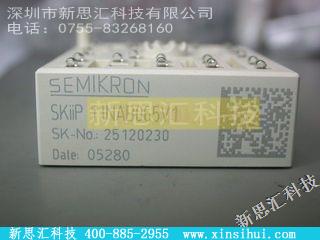 深圳市新思汇科技有限公司
电话：0755-83268160
SEMIKRON
SKiiP 11NAB065V1
SK-No.: 25120230
Date: 05280
新思汇科技
新思汇科技 400-885-2955 www.xinsihui.com